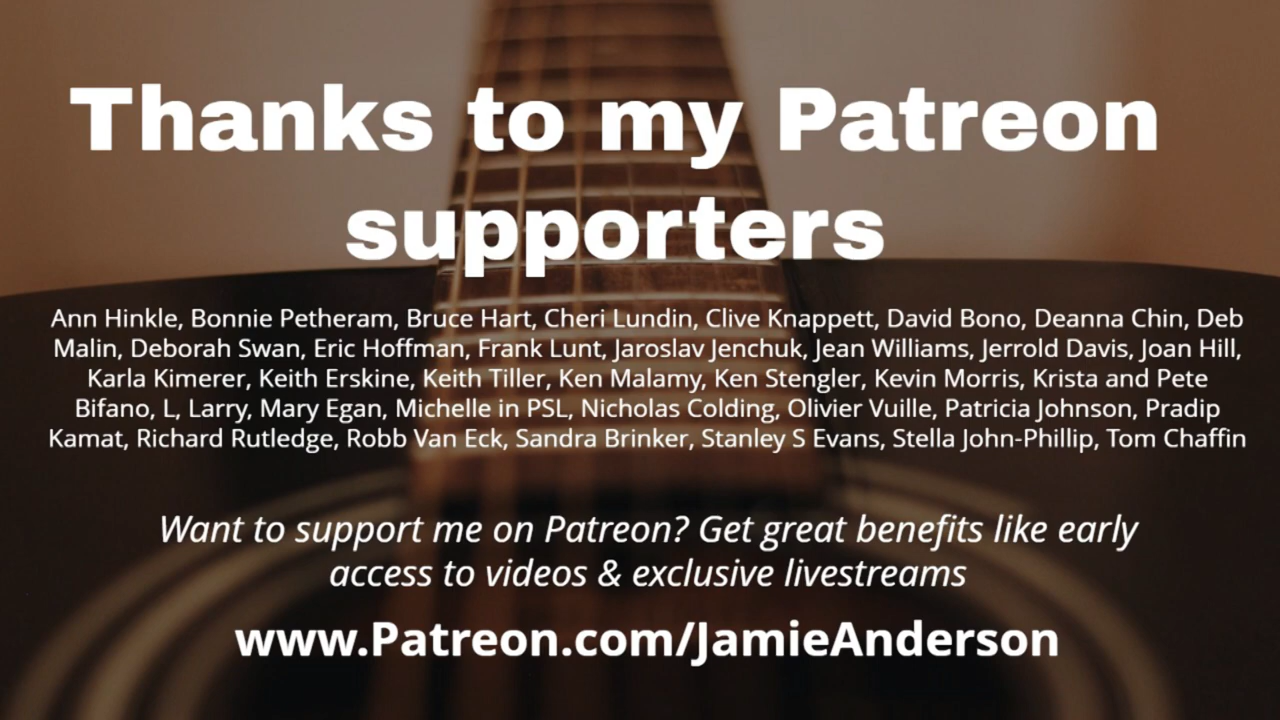 Thanks to my Patreon
supporters
Ann Hinkle, Bonnie Petheram, Bruce Hart, Cheri Lundin, Clive Knappett, David Bono, Deanna Chin, Deb
Malin, Deborah Swan, Eric Hoffman, Frank Lunt, Jaroslav Jenchuk, Jean Williams, Jerrold Davis, Joan Hill,
Karla Kimerer, Keith Erskine, Keith Tiller, Ken Malamy, Ken Stengler, Kevin Morris, Krista and Pete
Bifano, L, Larry, Mary Egan, Michelle in PSL, Nicholas Colding, Olivier Vuille, Patricia Johnson, Pradip
Kamat, Richard Rutledge, Robb Van Eck, Sandra Brinker, Stanley S Evans, Stella John-Phillip, Tom Chaffin
Want to support me on Patreon? Get great benefits like early
access to videos & exclusive livestreams
www.Patreon.com/JamieAnderson